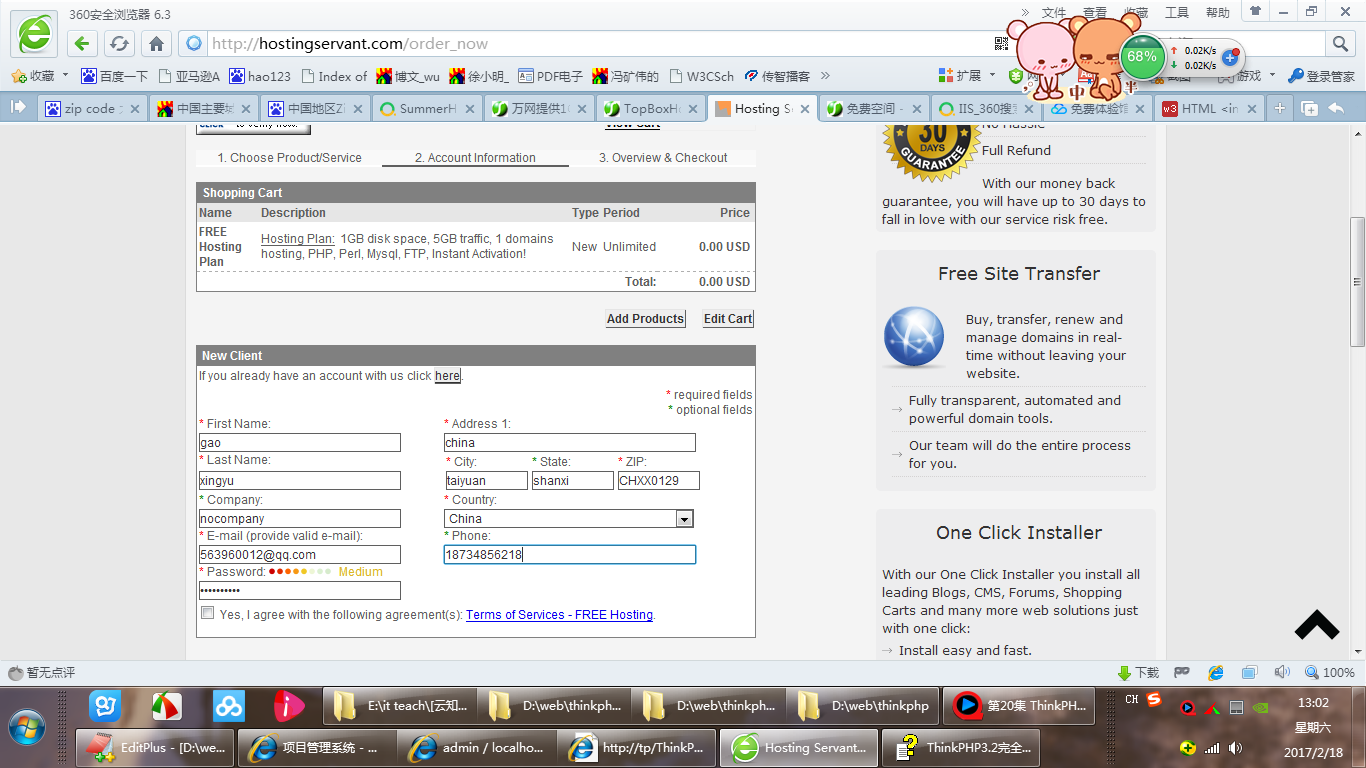 360安全浏览器 6.3
文件 查看 收藏 工具 帮助
http://hostingservant.com/order_now
68% 0.02K/s
0.02K/s
收藏 百度一下 亚马逊A hao123 Index of 博文_wu 徐小明_ PDF电子 冯矿伟的 W3CSch 传智播客 扩展 游戏 登录管家
中 半
zip code 中国主要地 中国地区Zi SummerH 万网提供1 TopBoxHo Hosting S 免费空间 - IIS_360搜 免费体验馆 HTML <in
View Cart
1. Choose Product/Service 2. Account Information 3. Overview & Checkout
Shopping Cart
Name Description Type Period Price
FREE Hosting Plan
Hosting Plan: 1GB disk space, 5GB traffic, 1 domains
hosting, PHP, Perl, Mysql, FTP, Instant Activation!
New Unlimited 0.00 USD
Total: 0.00 USD
Add Products Edit Cart
New Client
If you already have an account with us click here.
* required fields
* optional fields
* First Name: * Address 1:
gao china
* Last Name: * City: * State: * ZIP:
xingyu taiyuan shanxi CHXX0129
* Company: * Country:
nocompany China
* E-mail (provide valid e-mail): * Phone:
563960012@qq.com 18734856218
* Password: Medium
••••••••••
Yes, I agree with the following agreement(s): Terms of Services - FREE Hosting.
30
DAYS
GUARANTEE
No Hassle
Full Refund
With our money back
guarantee, you will have up to 30 days to
fall in love with our service risk free.
Free Site Transfer
Buy, transfer, renew and
manage domains in real-
time without leaving your
website.
Fully transparent, automated and
powerful domain tools.
Our team will do the entire process
for you.
One Click Installer
With our One Click Installer you install all
leading Blogs, CMS, Forums, Shopping
Carts and many more web solutions just
with one click:
Install easy and fast.
暂无点评 下载 100%
E:\it teach\[云知... D:\web\thinkph... D:\web\thinkph... D:\web\thinkphp 第20集 ThinkPH... CH 13:02
星期六
EditPlus - [D:\we... 项目管理系统 - ... admin / localho... http://tp/ThinkP... Hosting Servant... ThinkPHP3.2完全... 2017/2/18